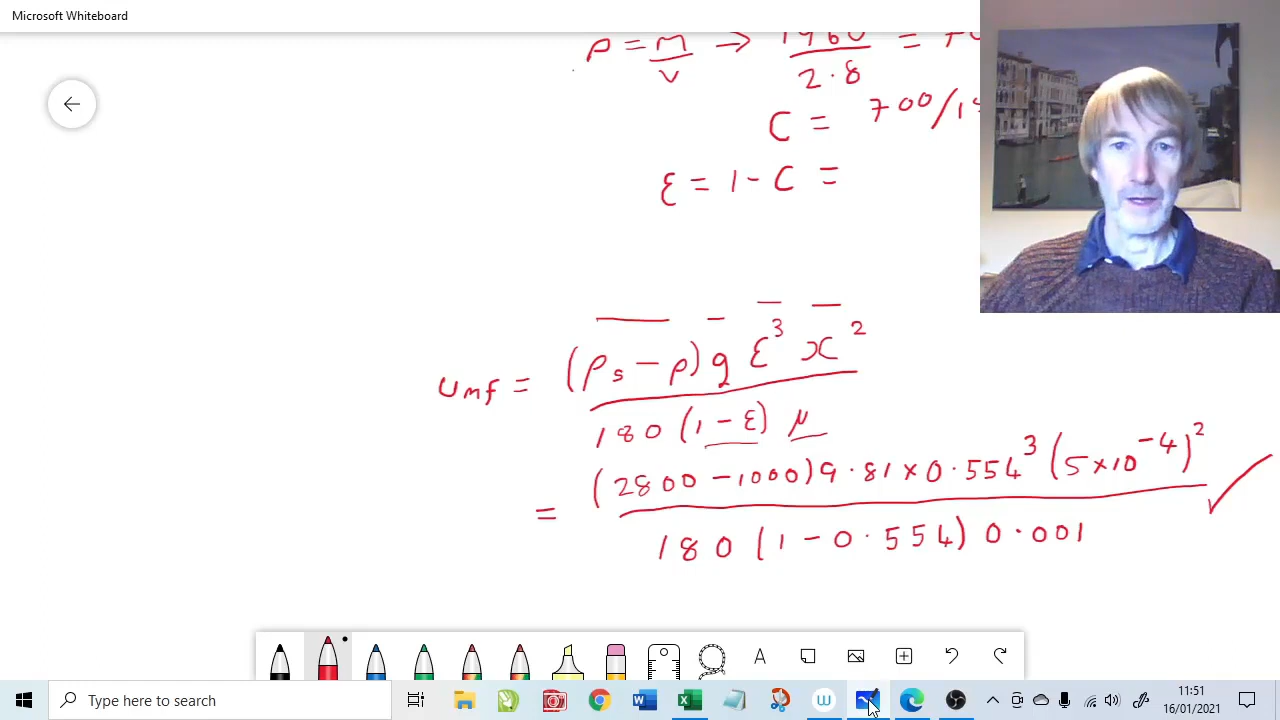 Microsoft Whiteboard
ρ = m/v → 1960/2.8 =
C = 700/
ε = 1 - C =
Umf = (ρs - ρ) g ε³ x² / 180 (1 - ε) μ
= (2800 - 1000) 9.81 × 0.554³ (5×10⁻⁴)² / 180 (1 - 0.554) 0.001 ✓
Type here to search
11:51
16/01/2021